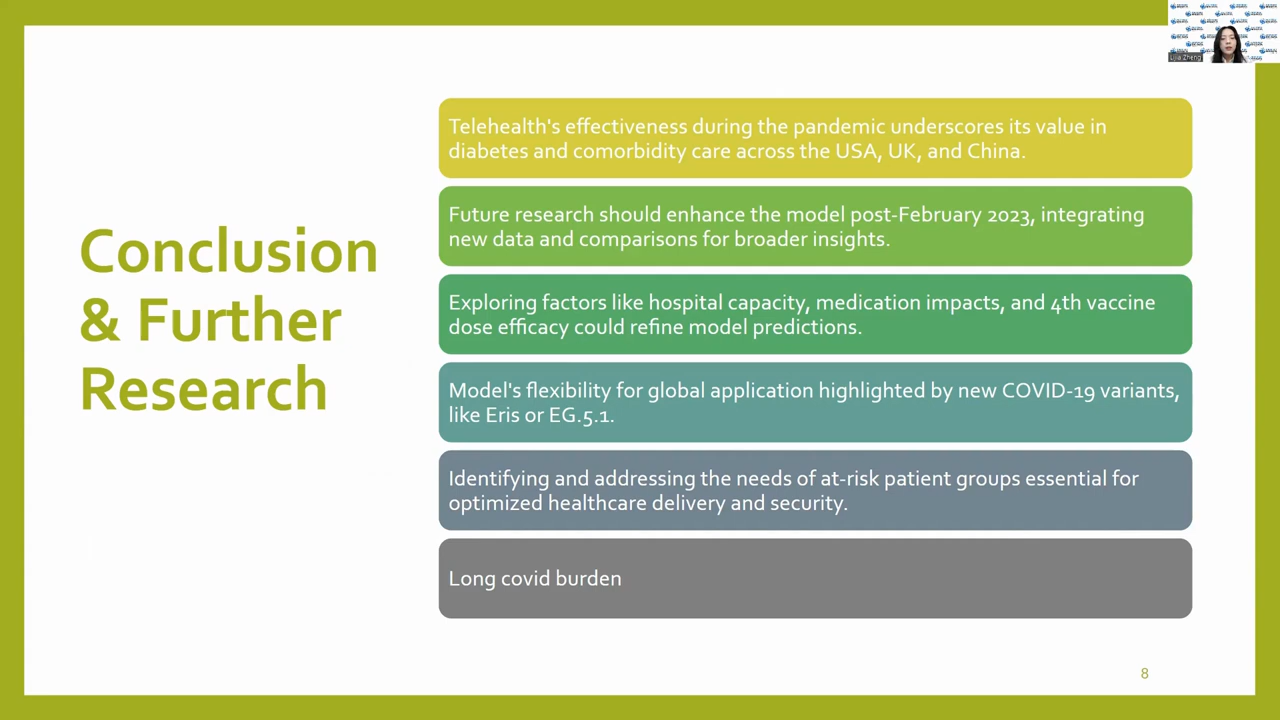 Conclusion
& Further
Research
Telehealth's effectiveness during the pandemic underscores its value in
diabetes and comorbidity care across the USA, UK, and China.
Future research should enhance the model post-February 2023, integrating
new data and comparisons for broader insights.
Exploring factors like hospital capacity, medication impacts, and 4th vaccine
dose efficacy could refine model predictions.
Model's flexibility for global application highlighted by new COVID-19 variants,
like Eris or EG.5.1.
Identifying and addressing the needs of at-risk patient groups essential for
optimized healthcare delivery and security.
Long covid burden
8
Zheng